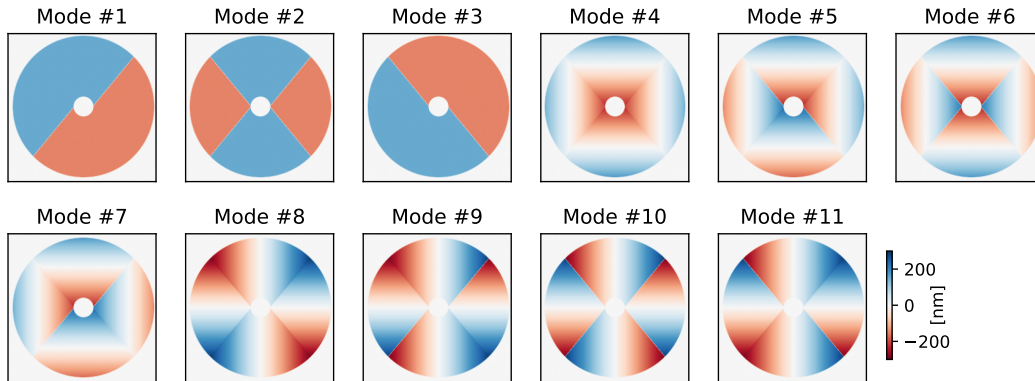 Mode #1
Mode #2
Mode #3
Mode #4
Mode #5
Mode #6
Mode #7
Mode #8
Mode #9
Mode #10
Mode #11
200
0
−200
[nm]